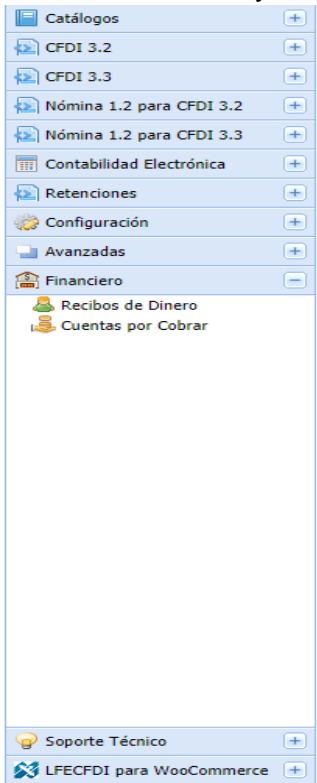 Catálogos
CFDI 3.2
CFDI 3.3
Nómina 1.2 para CFDI 3.2
Nómina 1.2 para CFDI 3.3
Contabilidad Electrónica
Retenciones
Configuración
Avanzadas
Financiero
Recibos de Dinero
Cuentas por Cobrar
Soporte Técnico
LFECFDI para WooCommerce